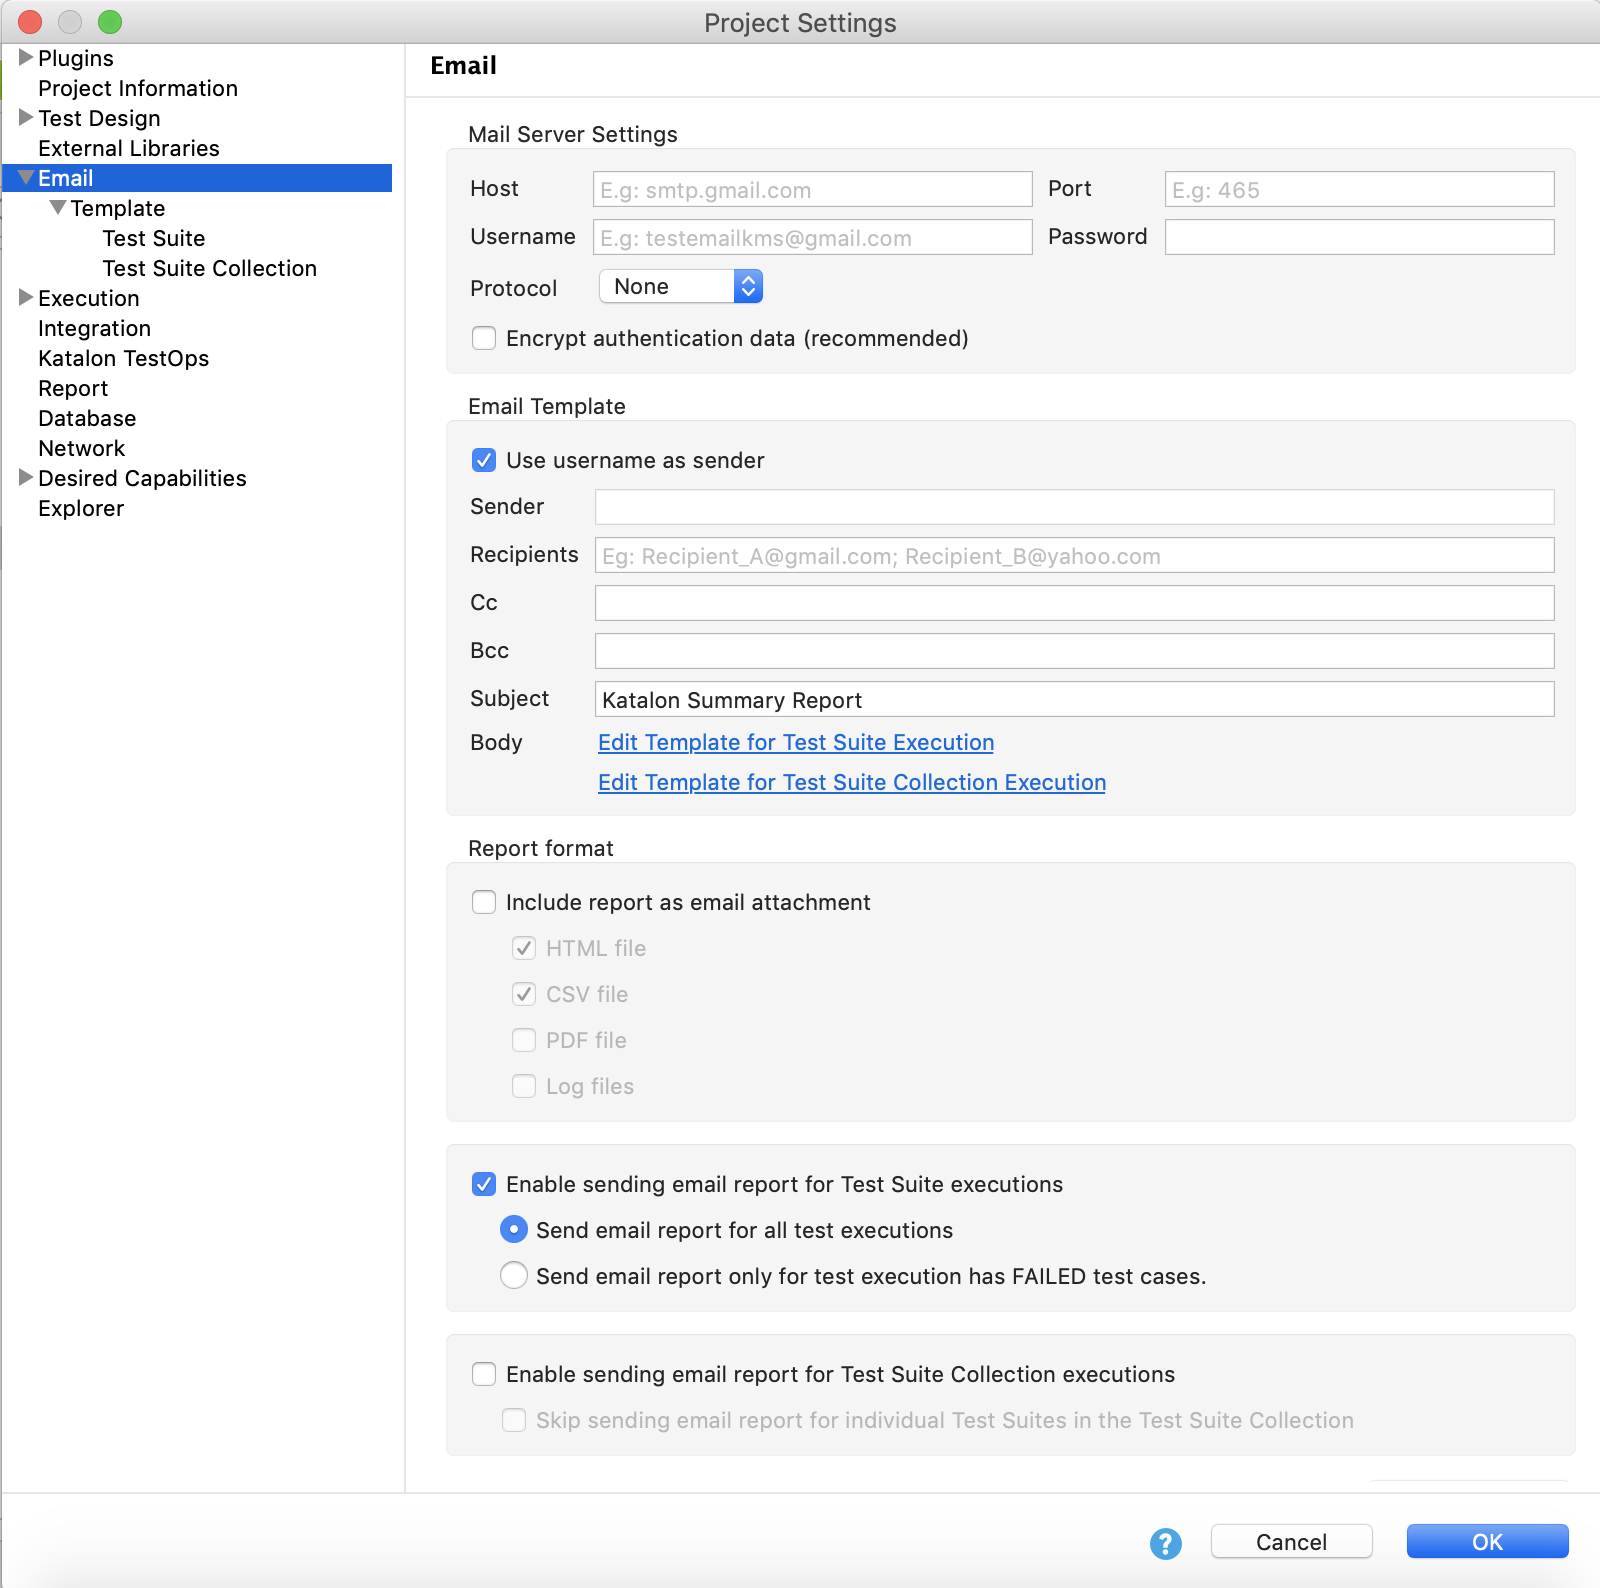 Project Settings
Plugins
Project Information
Test Design
External Libraries
Email
Template
Test Suite
Test Suite Collection
Execution
Integration
Katalon TestOps
Report
Database
Network
Desired Capabilities
Explorer
Email
Mail Server Settings
Host E.g: smtp.gmail.com Port E.g: 465
Username E.g: testemailkms@gmail.com Password
Protocol None
Encrypt authentication data (recommended)
Email Template
Use username as sender
Sender
Recipients Eg: Recipient_A@gmail.com; Recipient_B@yahoo.com
Cc
Bcc
Subject Katalon Summary Report
Body Edit Template for Test Suite Execution
Edit Template for Test Suite Collection Execution
Report format
Include report as email attachment
HTML file
CSV file
PDF file
Log files
Enable sending email report for Test Suite executions
Send email report for all test executions
Send email report only for test execution has FAILED test cases.
Enable sending email report for Test Suite Collection executions
Skip sending email report for individual Test Suites in the Test Suite Collection
? Cancel OK